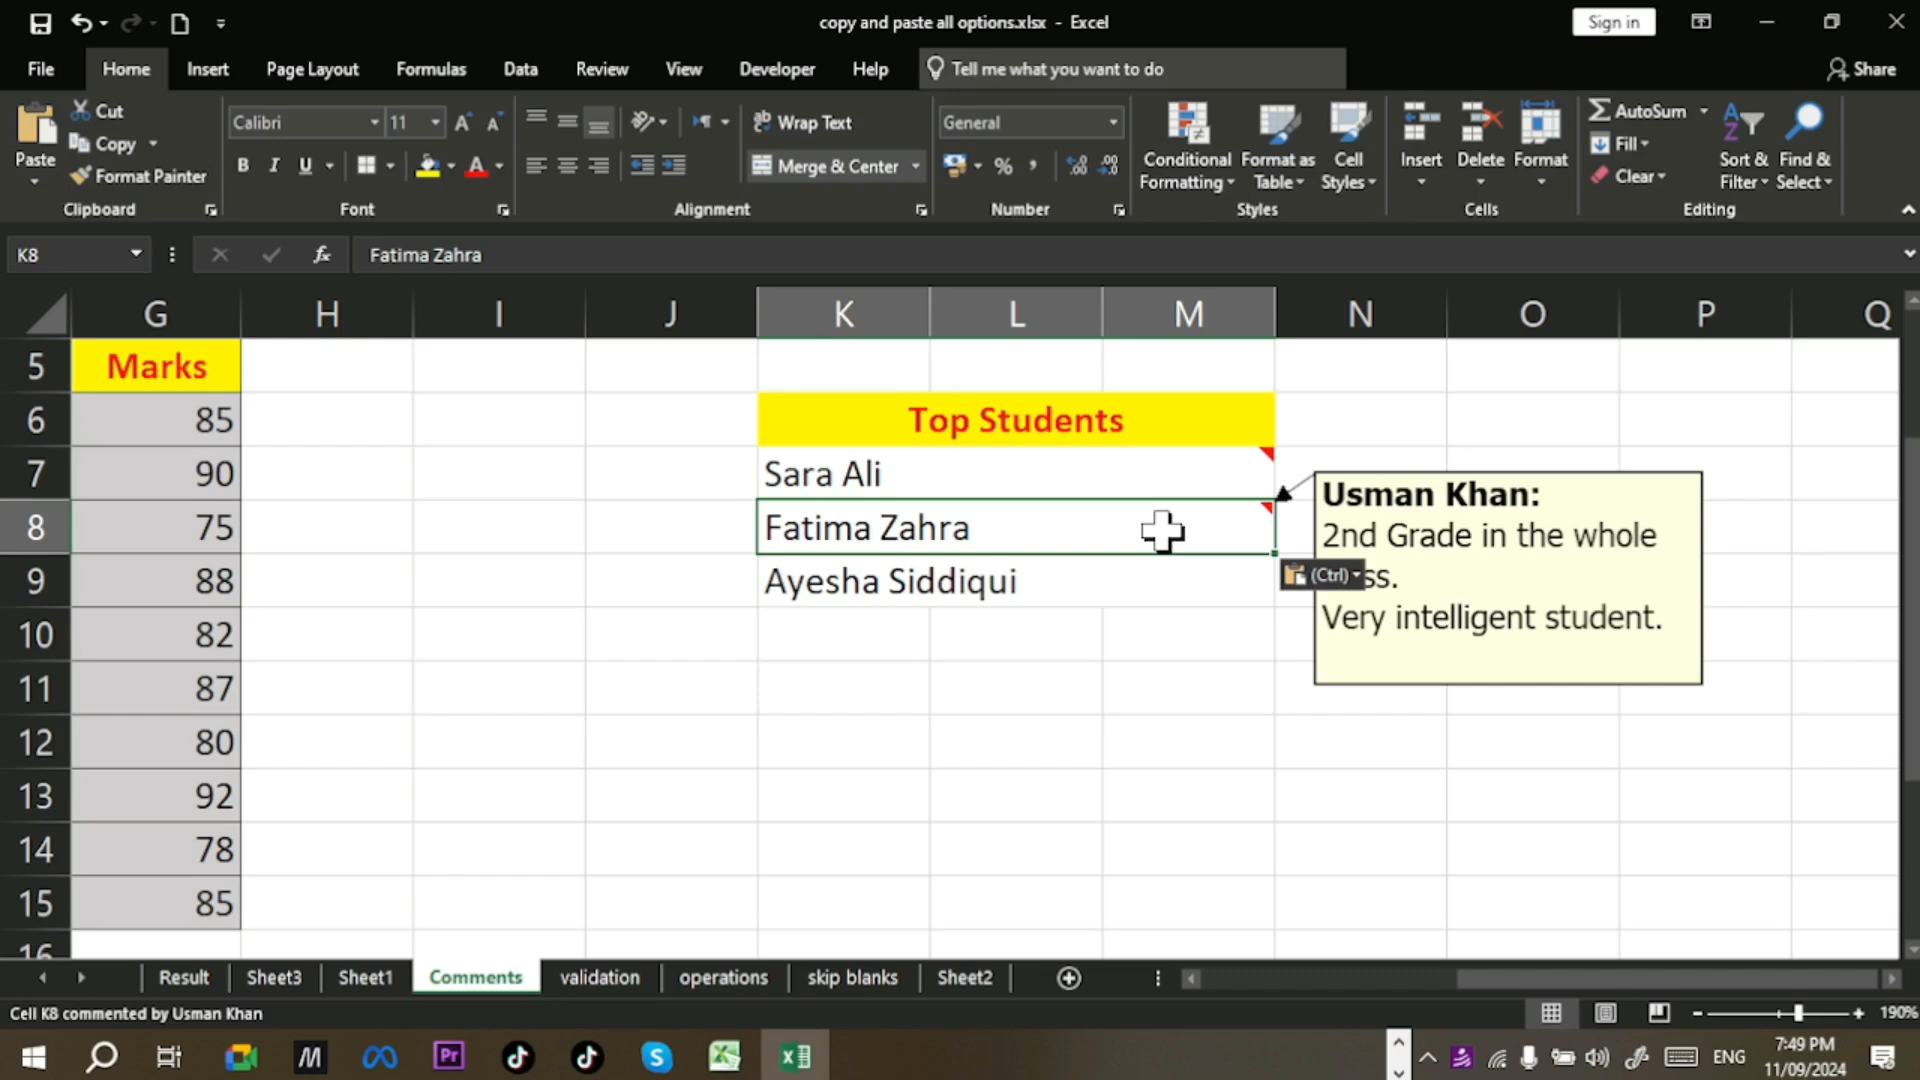 copy and paste all options.xlsx - Excel
Sign in
File Home Insert Page Layout Formulas Data Review View Developer Help Tell me what you want to do Share
Paste
Cut
Copy
Format Painter
Clipboard
Calibri 11
B I U A
Font
Wrap Text
Merge & Center
Alignment
General
%
Number
Conditional Formatting
Format as Table
Cell Styles
Styles
Insert Delete Format
Cells
AutoSum
Fill
Clear
Sort & Filter
Find & Select
Editing
K8 fx Fatima Zahra
G H I J K L M N O P Q
5 Marks
6 85 Top Students
7 90 Sara Ali
8 75 Fatima Zahra
9 88 Ayesha Siddiqui
10 82
11 87
12 80
13 92
14 78
15 85
16
Usman Khan:
2nd Grade in the whole
ss.
Very intelligent student.
(Ctrl)
Result Sheet3 Sheet1 Comments validation operations skip blanks Sheet2
Cell K8 commented by Usman Khan
190%
ENG
7:49 PM
11/09/2024